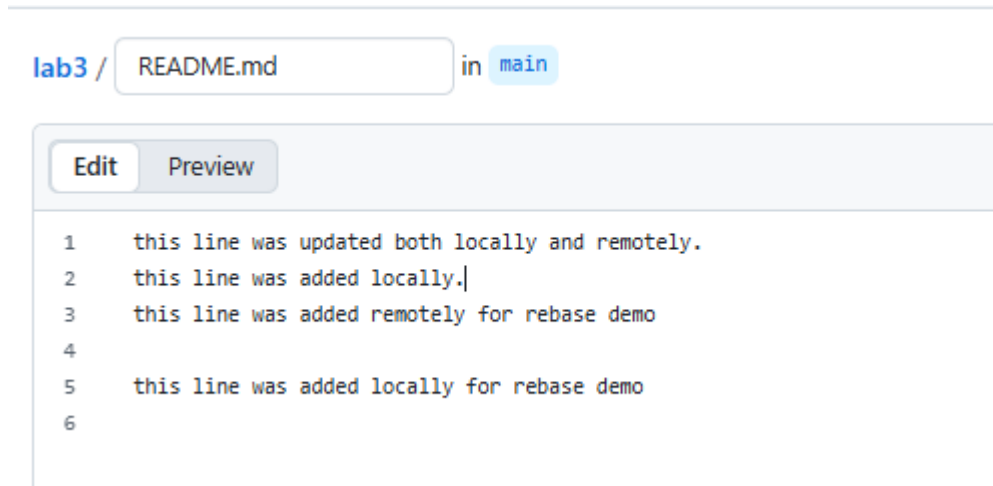 lab3 / README.md in main
Edit Preview
1 this line was updated both locally and remotely.
2 this line was added locally.
3 this line was added remotely for rebase demo
4
5 this line was added locally for rebase demo
6